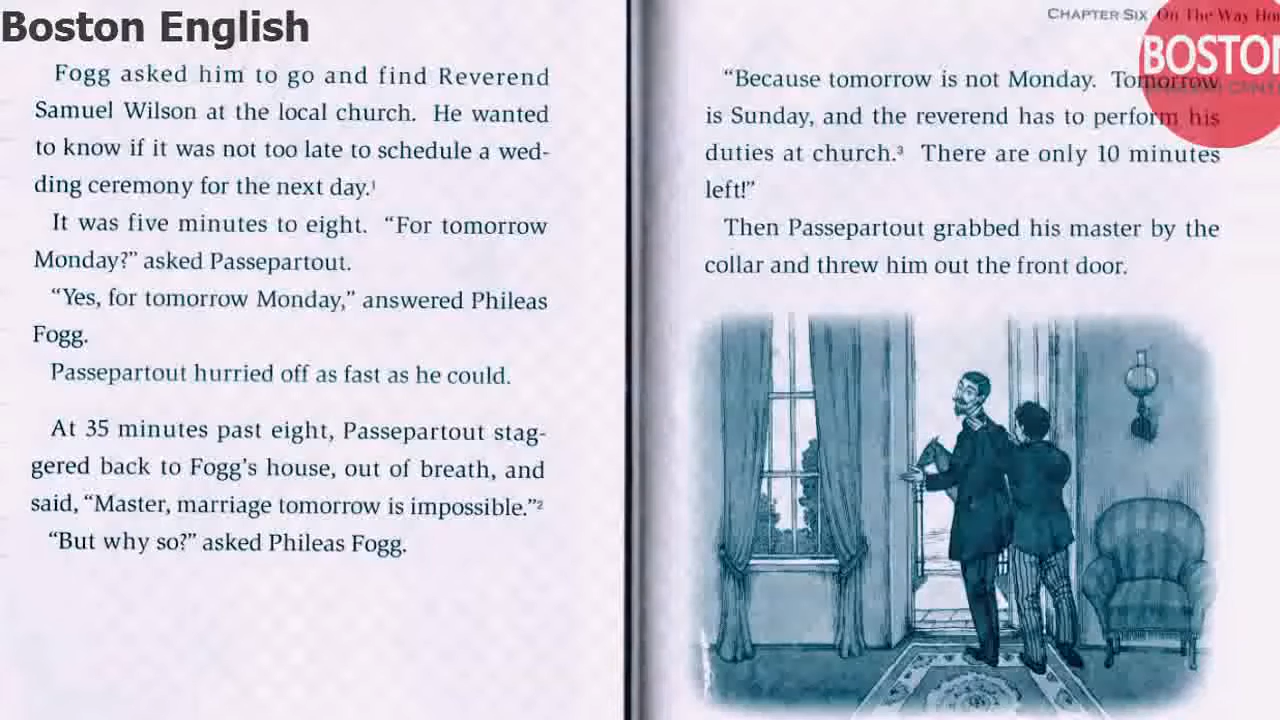 Boston English
Fogg asked him to go and find Reverend
Samuel Wilson at the local church. He wanted
to know if it was not too late to schedule a wed-
ding ceremony for the next day.¹
It was five minutes to eight. “For tomorrow
Monday?” asked Passepartout.
“Yes, for tomorrow Monday,” answered Phileas
Fogg.
Passepartout hurried off as fast as he could.
At 35 minutes past eight, Passepartout stag-
gered back to Fogg’s house, out of breath, and
said, “Master, marriage tomorrow is impossible.”²
“But why so?” asked Phileas Fogg.
CHAPTER SIX On The Way
BOSTON
“Because tomorrow is not Monday. Tomorrow
is Sunday, and the reverend has to perform his
duties at church.³ There are only 10 minutes
left!”
Then Passepartout grabbed his master by the
collar and threw him out the front door.